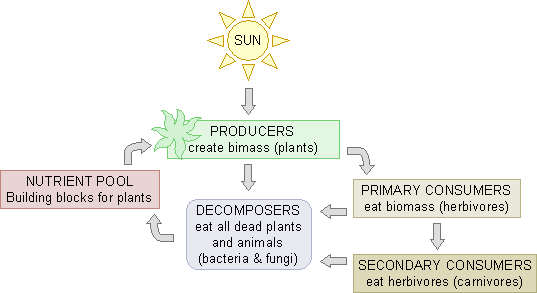 SUN
PRODUCERS
create bimass (plants)
NUTRIENT POOL
Building blocks for plants
PRIMARY CONSUMERS
eat biomass (herbivores)
DECOMPOSERS
eat all dead plants
and animals
(bacteria & fungi)
SECONDARY CONSUMERS
eat herbivores (carnivores)